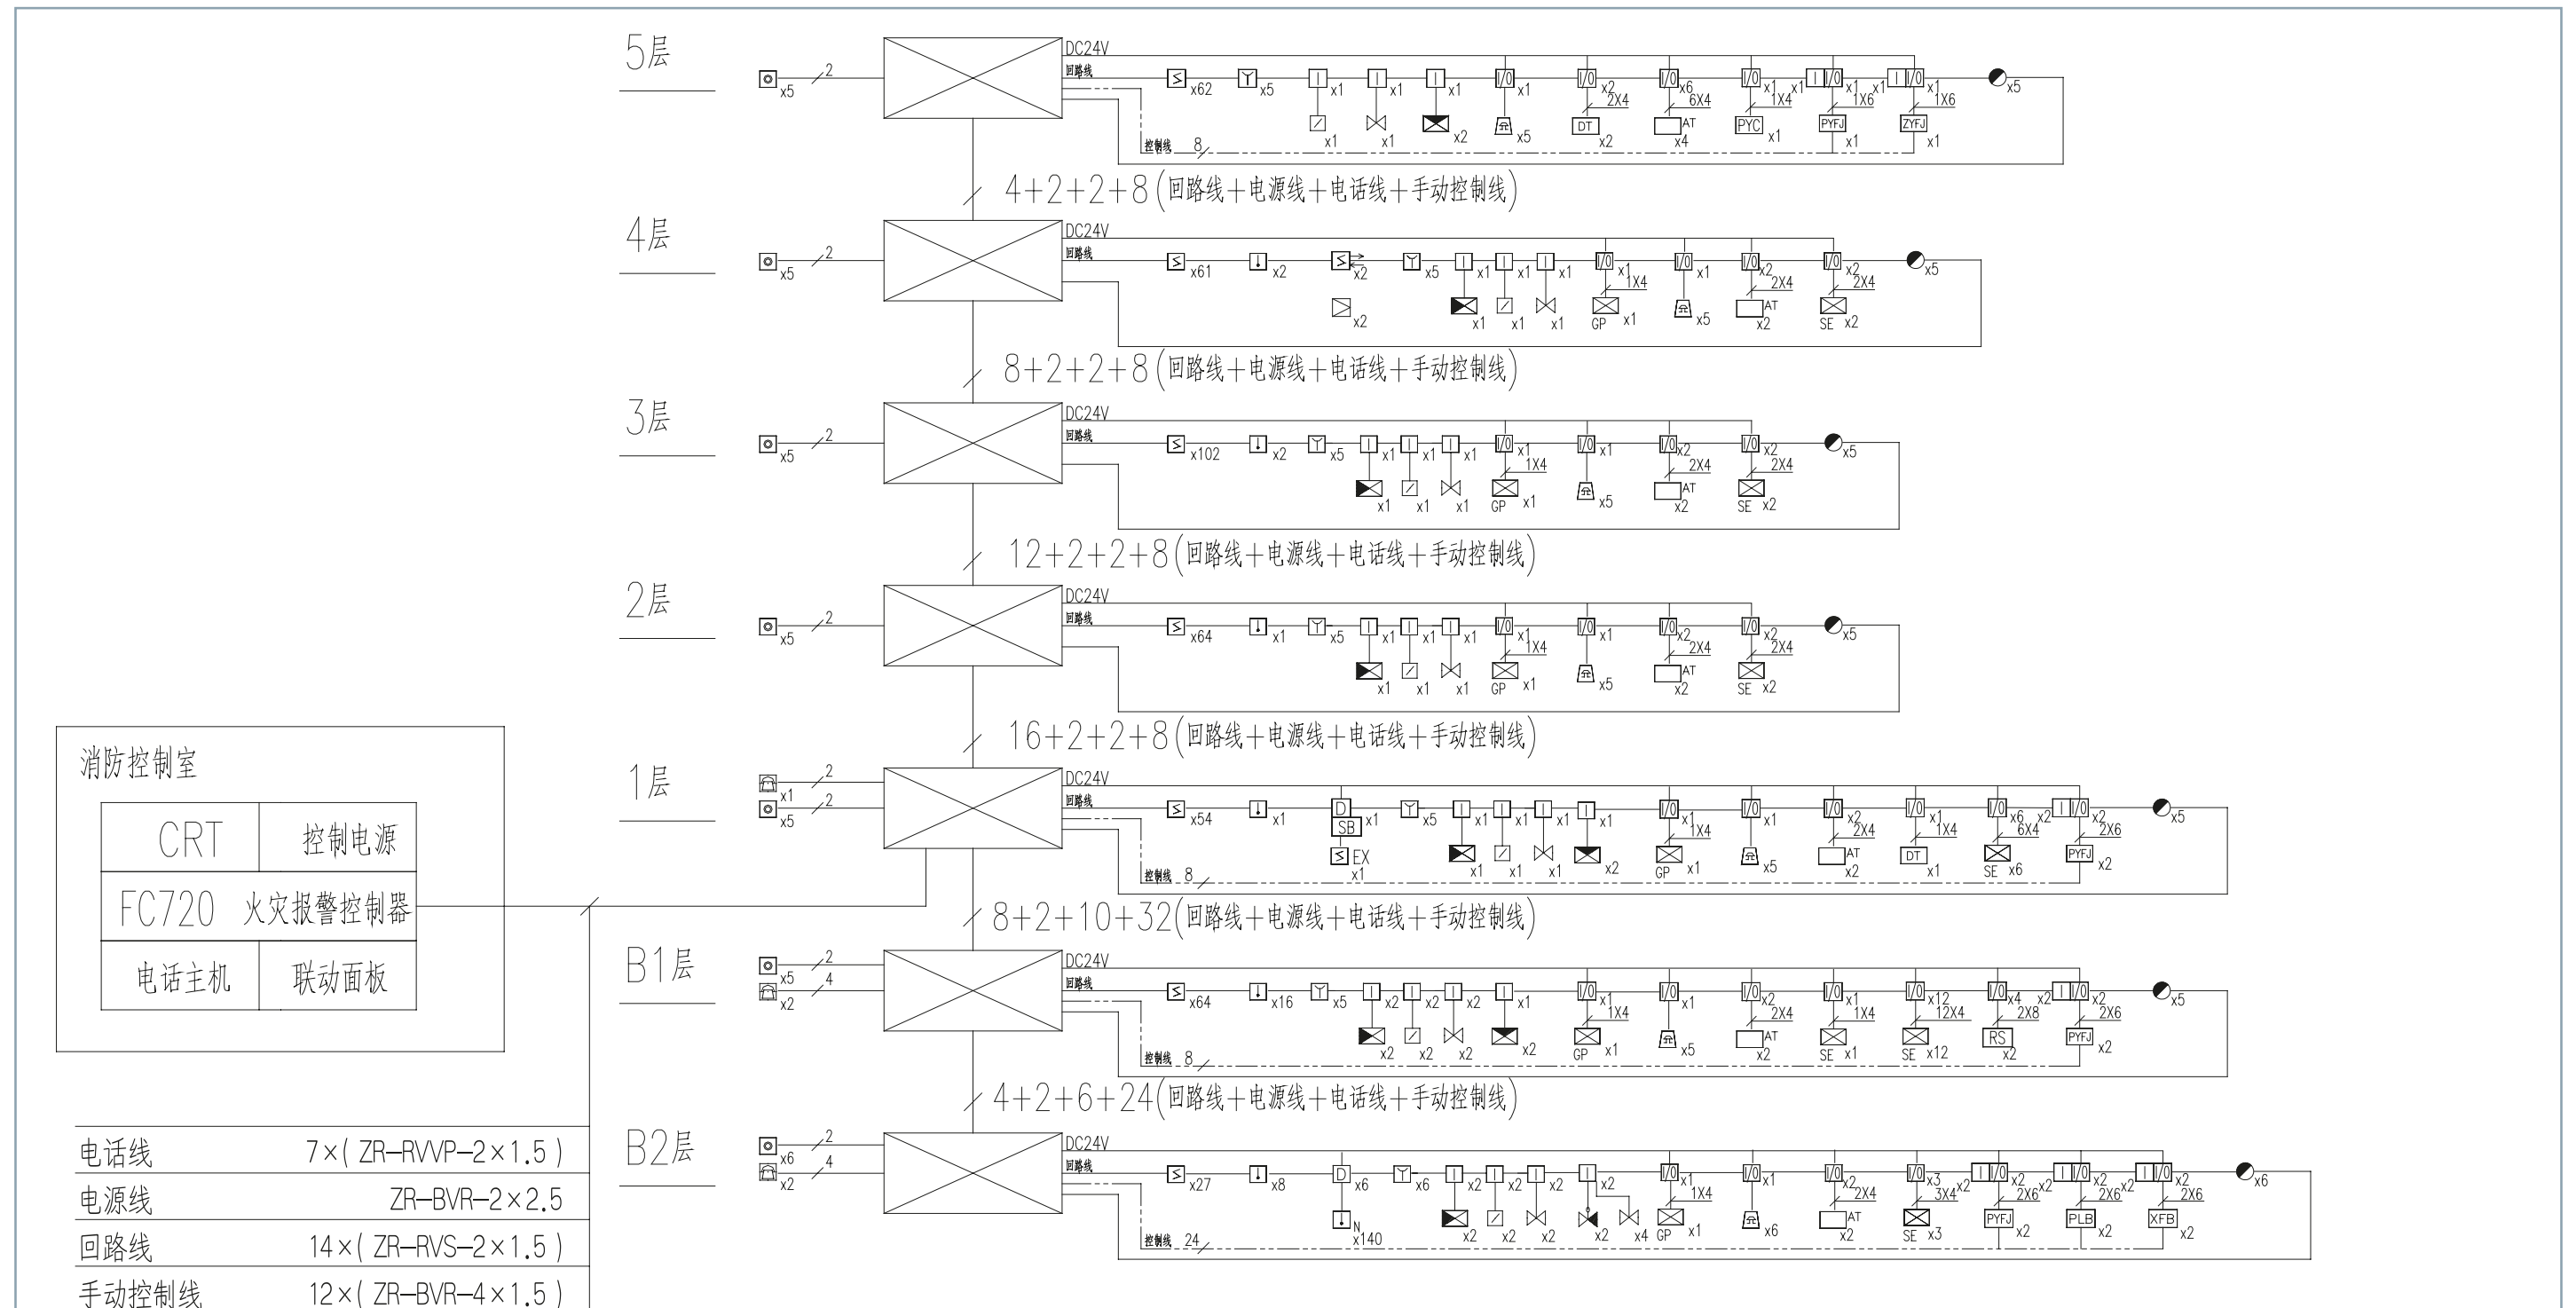 5层
DC24V
x5 2 回路线 x62 x5 x1 x1 x1 I/O x1 I/O x2 I/O x6 I/O x1 x1 I/O x1 x1 I/O x1 x5
2X4 6X4 1X4 1X6 1X6
x1 x1 x2 x5 DT x2 AT x4 PYC x1 PYFJ x1 ZYFJ x1
控制线 8
4+2+2+8(回路线+电源线+电话线+手动控制线)
4层
DC24V
x5 2 回路线 x61 x2 x2 x5 x1 x1 x1 I/O x1 I/O x1 I/O x2 I/O x2 x5
1X4 2X4 2X4
x2 x1 x1 x1 GP x1 x5 AT x2 SE x2
8+2+2+8(回路线+电源线+电话线+手动控制线)
3层
DC24V
x5 2 回路线 x102 x2 x5 x1 x1 x1 I/O x1 I/O x1 I/O x2 I/O x2 x5
1X4 2X4 2X4
x1 x1 x1 GP x1 x5 AT x2 SE x2
12+2+2+8(回路线+电源线+电话线+手动控制线)
2层
DC24V
x5 2 回路线 x64 x1 x5 x1 x1 x1 I/O x1 I/O x1 I/O x2 I/O x2 x5
1X4 2X4 2X4
x1 x1 x1 GP x1 x5 AT x2 SE x2
16+2+2+8(回路线+电源线+电话线+手动控制线)
1层
x1 2 DC24V
x5 2 回路线 x54 x1 D x1 x5 x1 x1 x1 x1 I/O x1 I/O x1 I/O x2 I/O x1 I/O x6 x2 I/O x2 x5
SB 1X4 2X4 1X4 6X4 2X6
EX x1 x1 x1 x1 x2 GP x1 x5 AT x2 DT x1 SE x6 PYFJ x2
控制线 8
8+2+10+32(回路线+电源线+电话线+手动控制线)
B1层
x5 2 DC24V
x2 4 回路线 x64 x16 x5 x2 x2 x2 x1 I/O x1 I/O x1 I/O x2 I/O x1 I/O x12 I/O x4 x2 I/O x2 x5
1X4 2X4 1X4 12X4 2X8 2X6
x2 x2 x2 x2 GP x1 x5 AT x2 SE x1 SE x12 RS x2 PYFJ x2
控制线 8
4+2+6+24(回路线+电源线+电话线+手动控制线)
B2层
x6 2 DC24V
x2 4 回路线 x27 x8 D x6 x6 x2 x2 x2 x2 I/O x1 I/O x1 I/O x2 I/O x3 x2 I/O x2 x2 I/O x2 x2 I/O x2 x6
1X4 2X4 3X4 2X6 2X6 2X6
N x140 x2 x2 x2 x2 x4 GP x1 x6 AT x2 SE x3 PYFJ x2 PLB x2 XFB x2
控制线 24
消防控制室
CRT 控制电源
FC720 火灾报警控制器
电话主机 联动面板
电话线 7×( ZR-RVVP-2×1.5 )
电源线 ZR-BVR-2×2.5
回路线 14×( ZR-RVS-2×1.5 )
手动控制线 12×( ZR-BVR-4×1.5 )